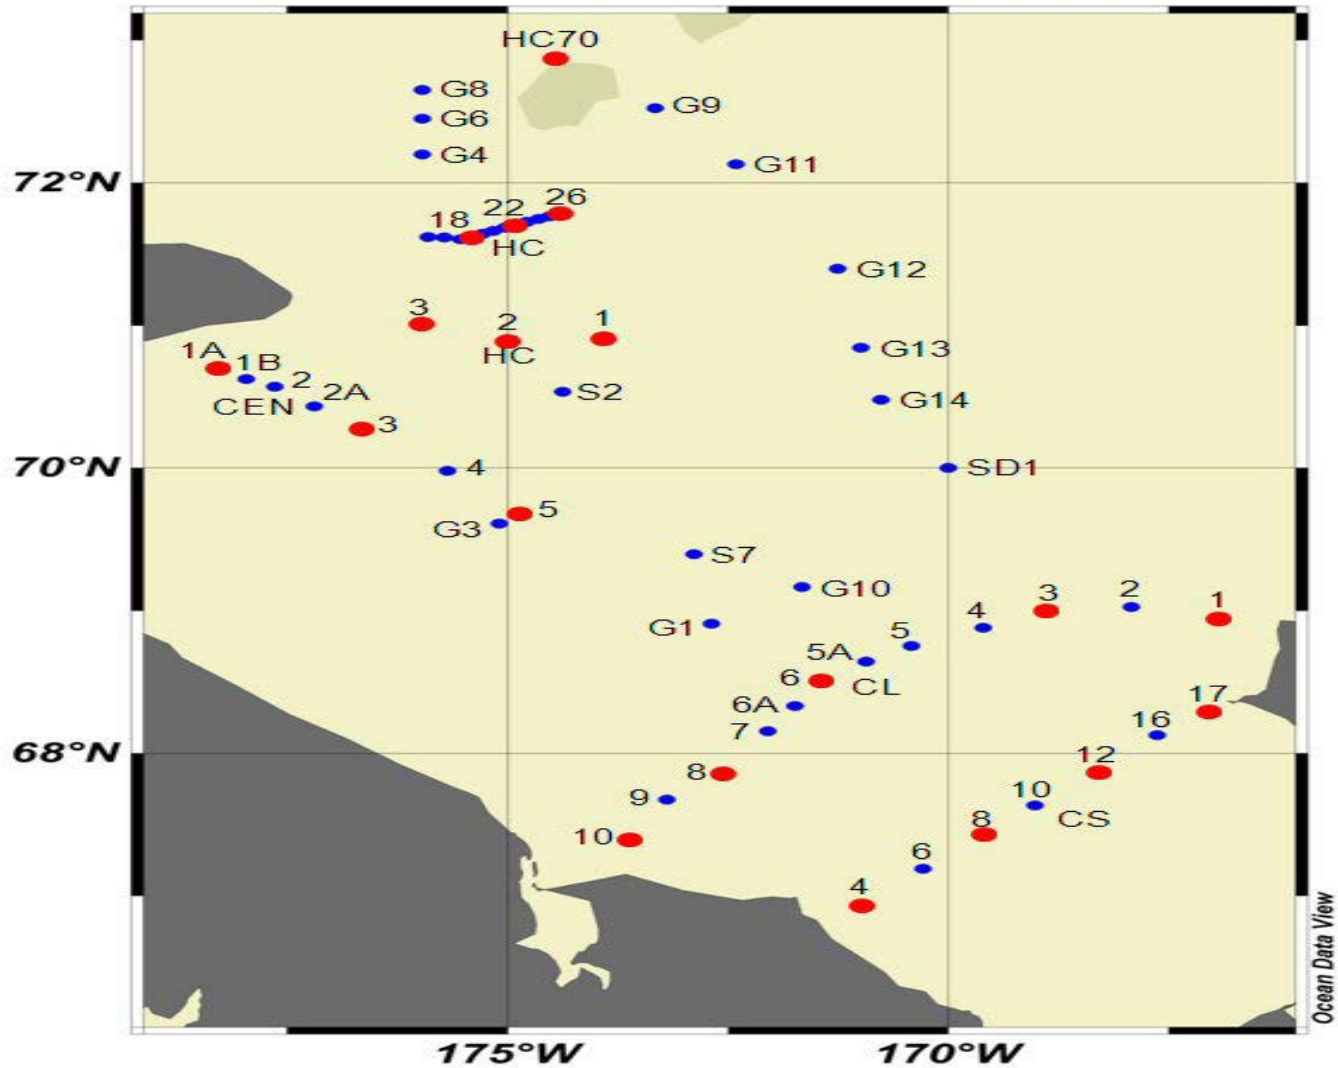 HC70
G8
G9
G6
G4
G11
72°N
26
22
18
HC
G12
3
2
1
HC
G13
1A
1B
2
2A
CEN
S2
G14
3
70°N
4
SD1
5
G3
S7
G10
3
2
1
4
G1
5
5A
6
CL
6A
17
7
16
68°N
12
8
9
10
CS
8
10
6
4
175°W
170°W
Ocean Data View